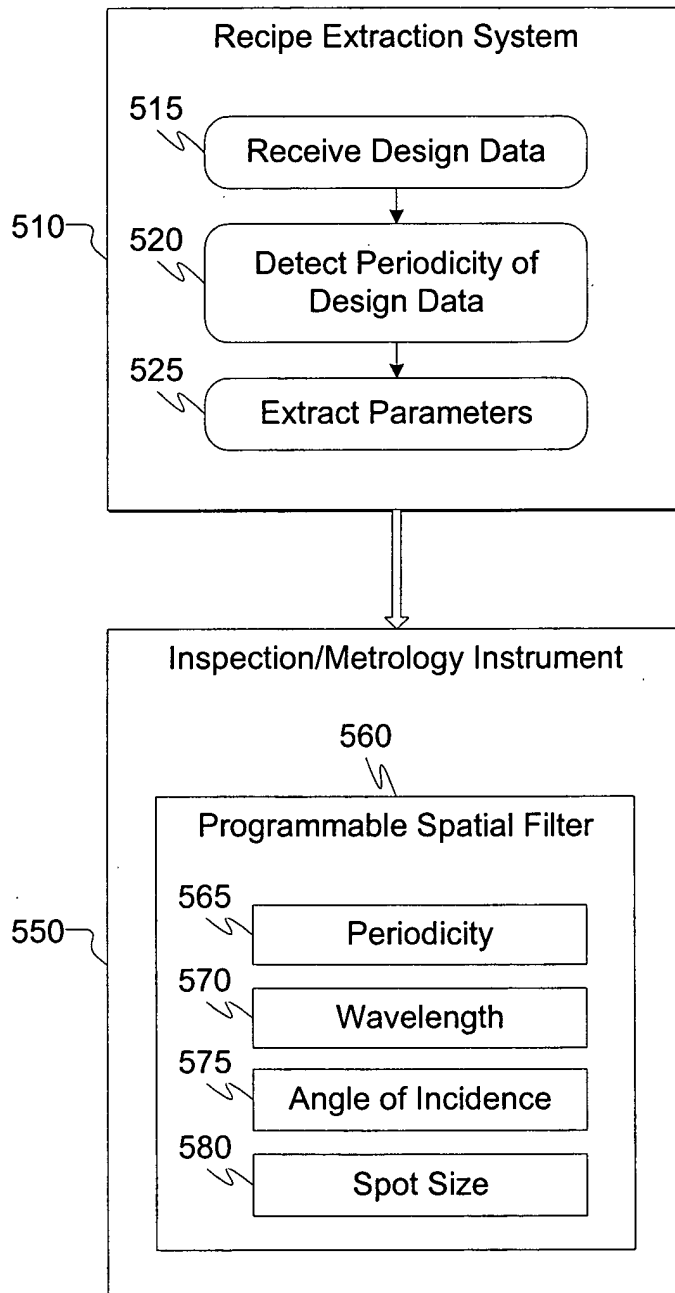 Recipe Extraction System
515
Receive Design Data
510
520
Detect Periodicity of
Design Data
525
Extract Parameters
Inspection/Metrology Instrument
560
Programmable Spatial Filter
565
Periodicity
550
570
Wavelength
575
Angle of Incidence
580
Spot Size